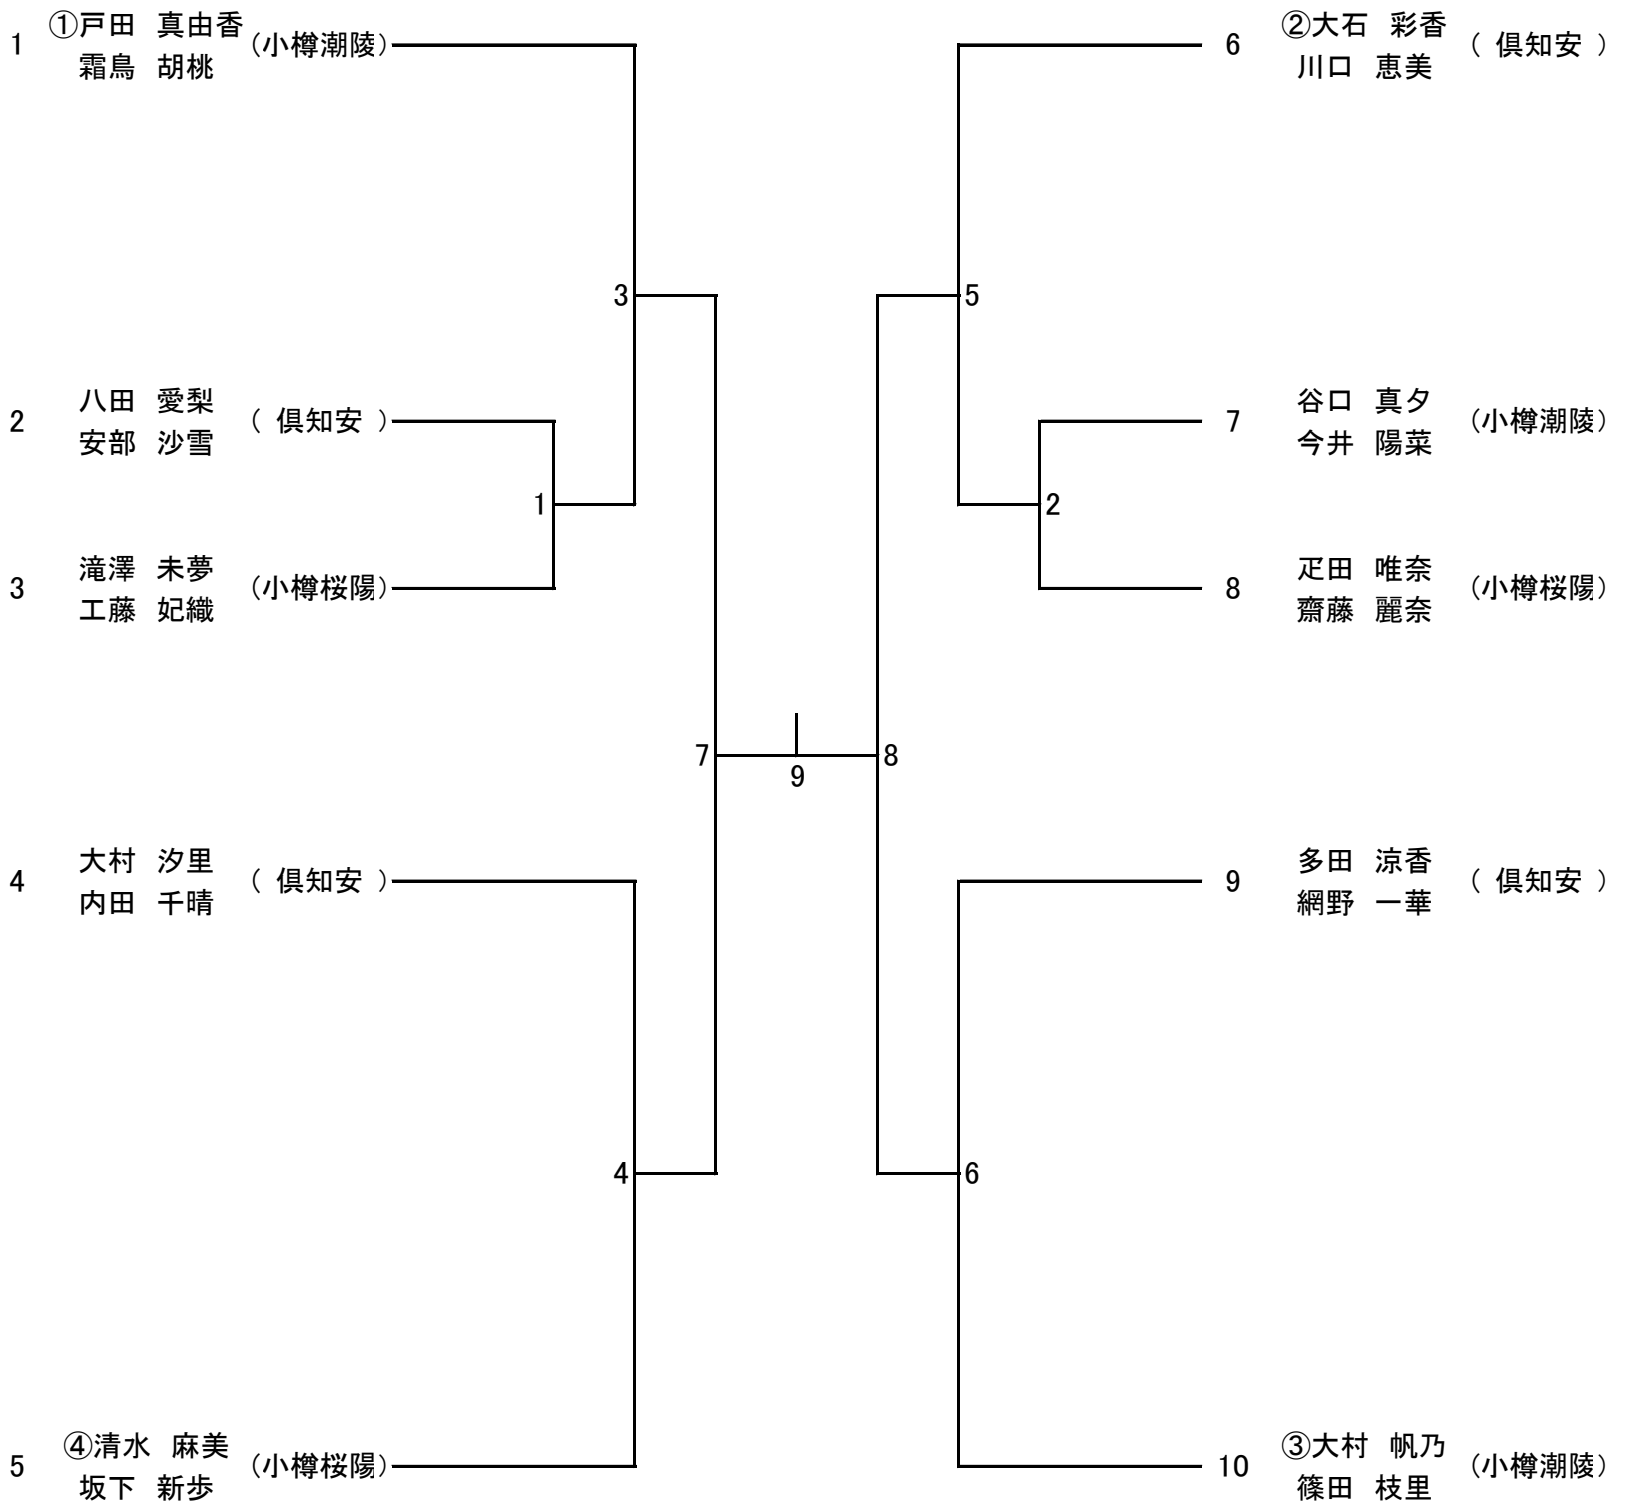 1 ①戸田 真由香 (小樽潮陵)
霜鳥 胡桃
3
2 八田 愛梨 ( 倶知安 )
安部 沙雪
1
3 滝澤 未夢 (小樽桜陽)
工藤 妃織
7
9
8
4 大村 汐里 ( 倶知安 )
内田 千晴
4
5 ④清水 麻美 (小樽桜陽)
坂下 新歩
6 ②大石 彩香 ( 倶知安 )
川口 恵美
5
7 谷口 真夕 (小樽潮陵)
今井 陽菜
2
8 疋田 唯奈 (小樽桜陽)
齋藤 麗奈
9 多田 涼香 ( 倶知安 )
網野 一華
6
10 ③大村 帆乃 (小樽潮陵)
篠田 枝里